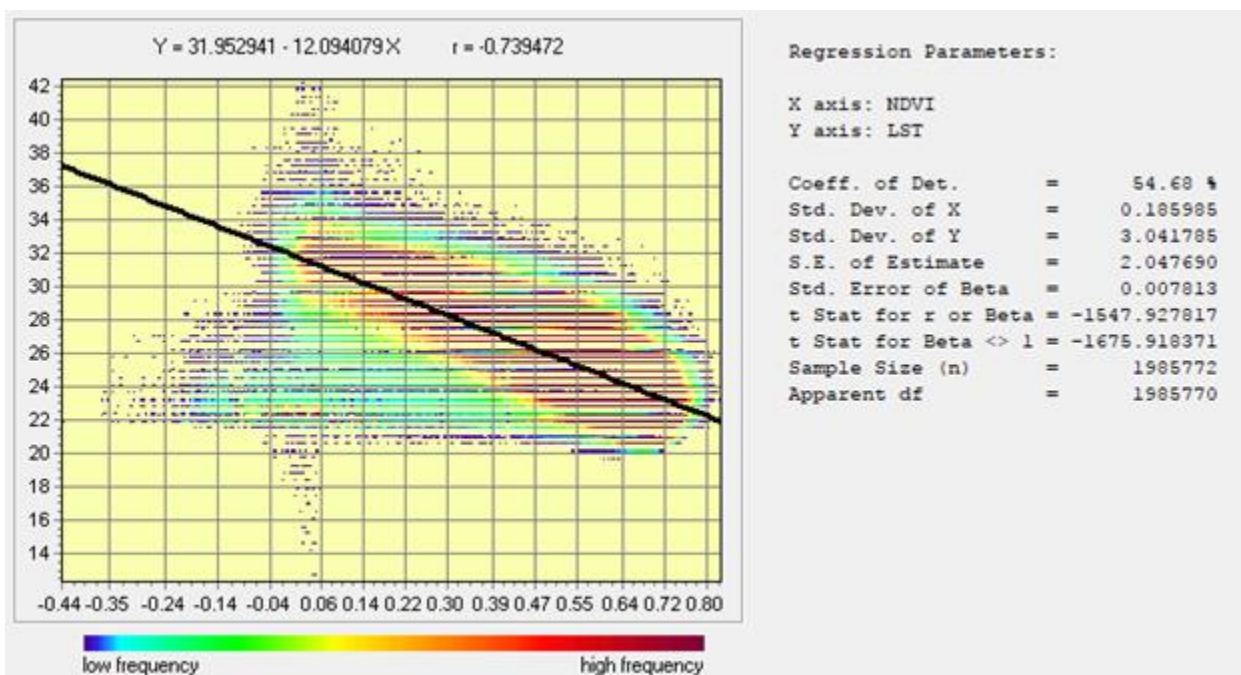 Y = 31.952941 - 12.094079X r = -0.739472
42
40
38
36
34
32
30
28
26
24
22
20
18
16
14
-0.44 -0.35 -0.24 -0.14 -0.04 0.06 0.14 0.22 0.30 0.39 0.47 0.55 0.64 0.72 0.80
low frequency high frequency
Regression Parameters:
X axis: NDVI
Y axis: LST
Coeff. of Det. = 54.68 %
Std. Dev. of X = 0.185985
Std. Dev. of Y = 3.041785
S.E. of Estimate = 2.047690
Std. Error of Beta = 0.007813
t Stat for r or Beta = -1547.927817
t Stat for Beta <> 1 = -1675.918371
Sample Size (n) = 1985772
Apparent df = 1985770